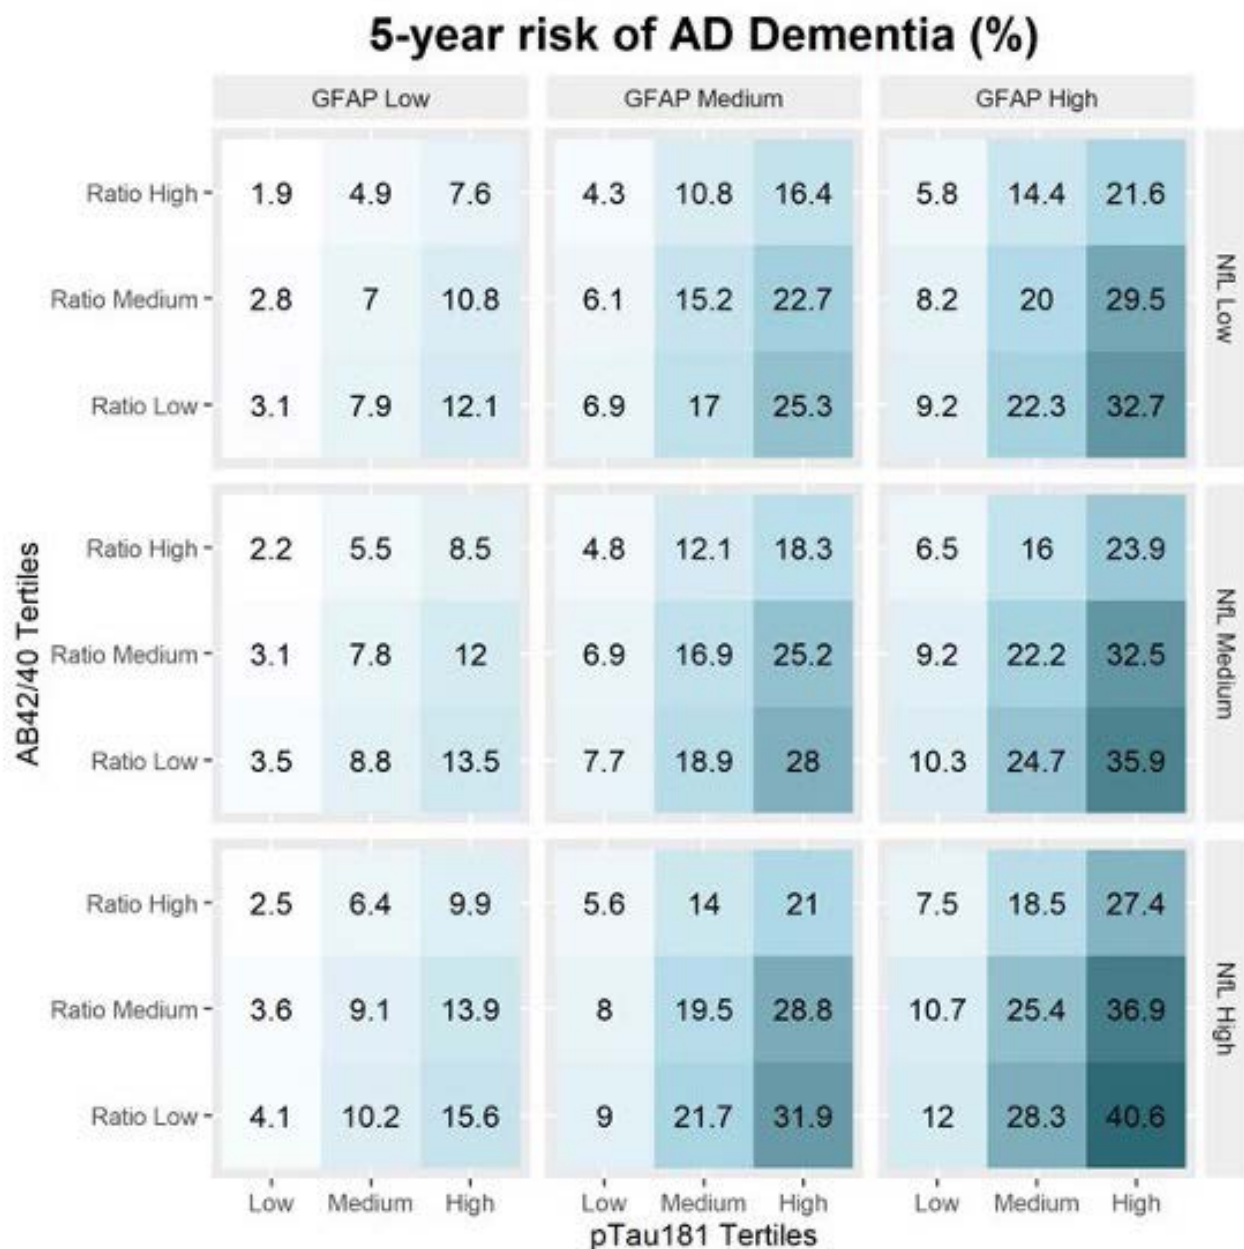 5-year risk of AD Dementia (%)
GFAP Low GFAP Medium GFAP High
Ratio High 1.9 4.9 7.6 4.3 10.8 16.4 5.8 14.4 21.6
Ratio Medium 2.8 7 10.8 6.1 15.2 22.7 8.2 20 29.5
Ratio Low 3.1 7.9 12.1 6.9 17 25.3 9.2 22.3 32.7
NfL Low
Ratio High 2.2 5.5 8.5 4.8 12.1 18.3 6.5 16 23.9
Ratio Medium 3.1 7.8 12 6.9 16.9 25.2 9.2 22.2 32.5
Ratio Low 3.5 8.8 13.5 7.7 18.9 28 10.3 24.7 35.9
NfL Medium
AB42/40 Tertiles
Ratio High 2.5 6.4 9.9 5.6 14 21 7.5 18.5 27.4
Ratio Medium 3.6 9.1 13.9 8 19.5 28.8 10.7 25.4 36.9
Ratio Low 4.1 10.2 15.6 9 21.7 31.9 12 28.3 40.6
NfL High
Low Medium High Low Medium High Low Medium High
pTau181 Tertiles